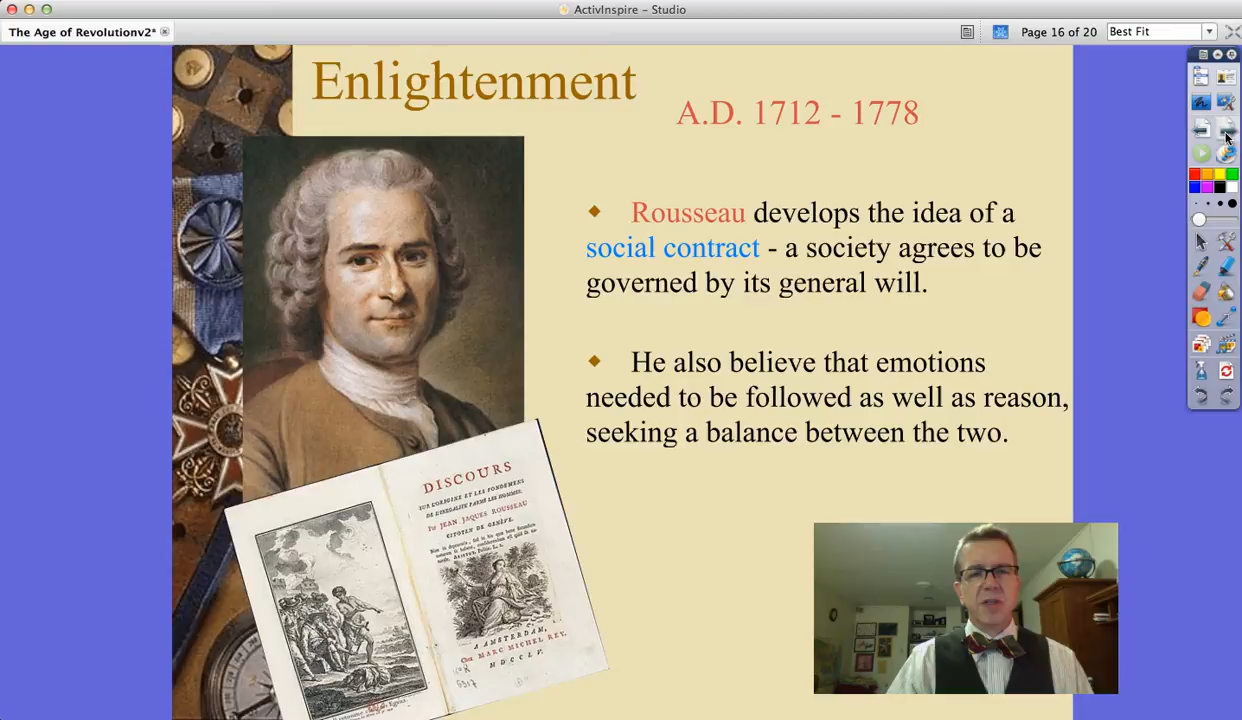 ActivInspire - Studio
The Age of Revolutionv2*
Page 16 of 20
Best Fit
Enlightenment
A.D. 1712 - 1778
Rousseau develops the idea of a
social contract - a society agrees to be
governed by its general will.
He also believe that emotions
needed to be followed as well as reason,
seeking a balance between the two.
DISCOURS
SUR L'ORIGINE ET LES FONDEMENS
DE L'INEGALITE PARMI LES HOMMES.
Par JEAN JAQUES ROUSSEAU
CITOYEN DE GENÈVE.
A AMSTERDAM,
Chez MARC MICHEL REY.
MDCCLV.